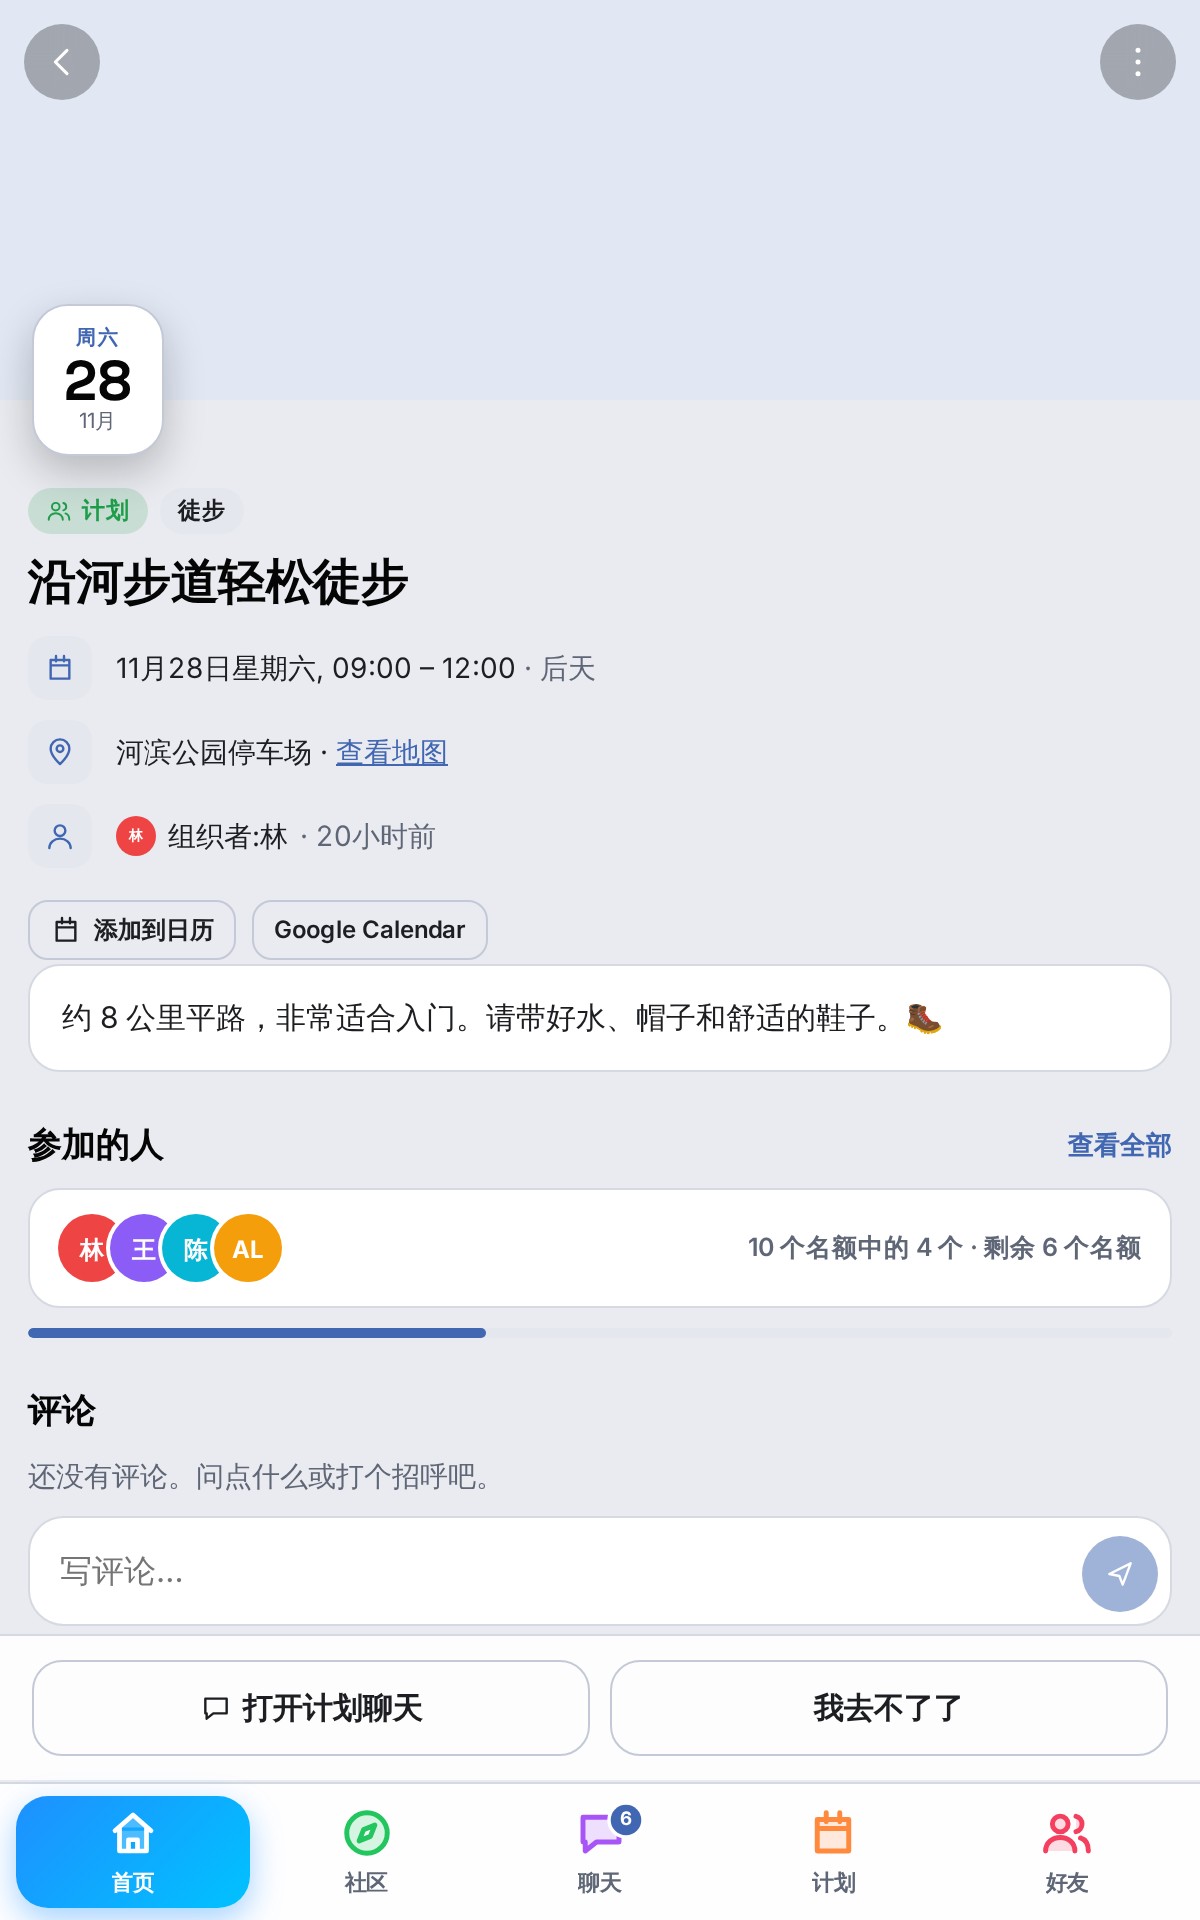 周六
28
11月
计划
徒步
沿河步道轻松徒步
11月28日星期六, 09:00 – 12:00 · 后天
河滨公园停车场 · 查看地图
林 组织者:林 · 20小时前
添加到日历
Google Calendar
约 8 公里平路，非常适合入门。请带好水、帽子和舒适的鞋子。🥾
参加的人
查看全部
林 王 陈 AL
10 个名额中的 4 个 · 剩余 6 个名额
评论
还没有评论。问点什么或打个招呼吧。
写评论...
打开计划聊天
我去不了了
6
首页
社区
聊天
计划
好友